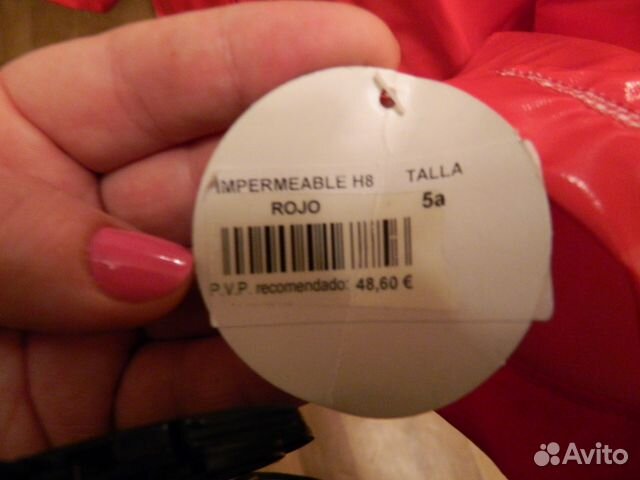 IMPERMEABLE H8 TALLA
ROJO 5a
P.V.P. recomendado: 48,60 €
Avito